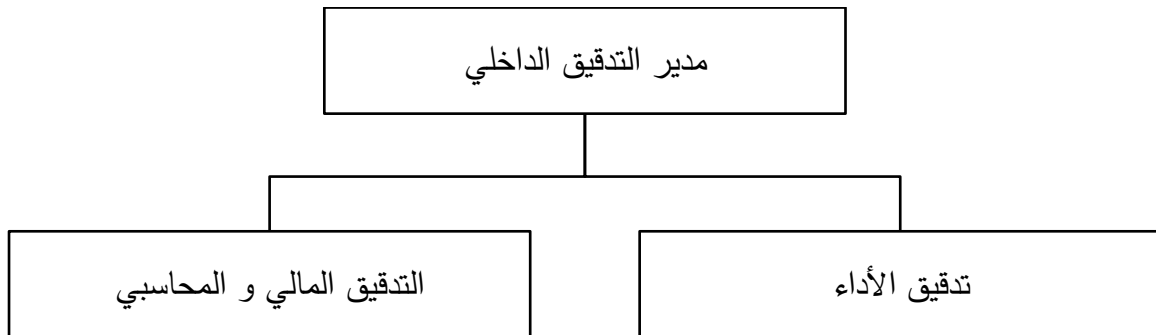 مدير التدقيق الداخلي
تدقيق الأداء
التدقيق المالي و المحاسبي